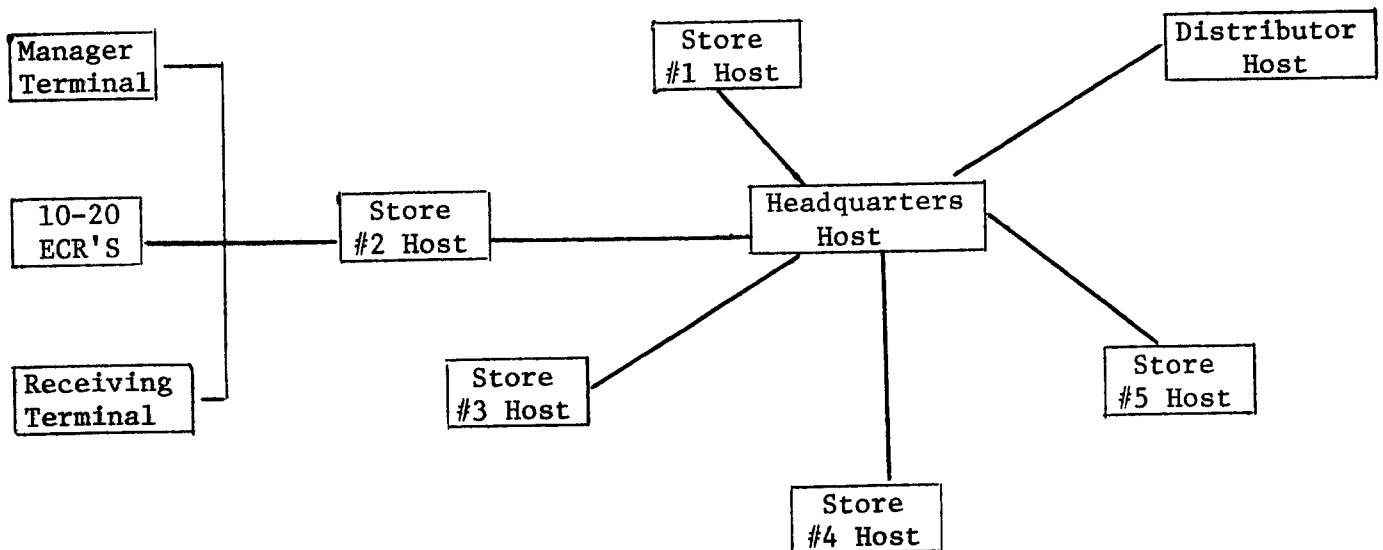 Manager
Terminal
Store
#1 Host
Distributor
Host
10-20
ECR'S
Store
#2 Host
Headquarters
Host
Receiving
Terminal
Store
#3 Host
Store
#5 Host
Store
#4 Host